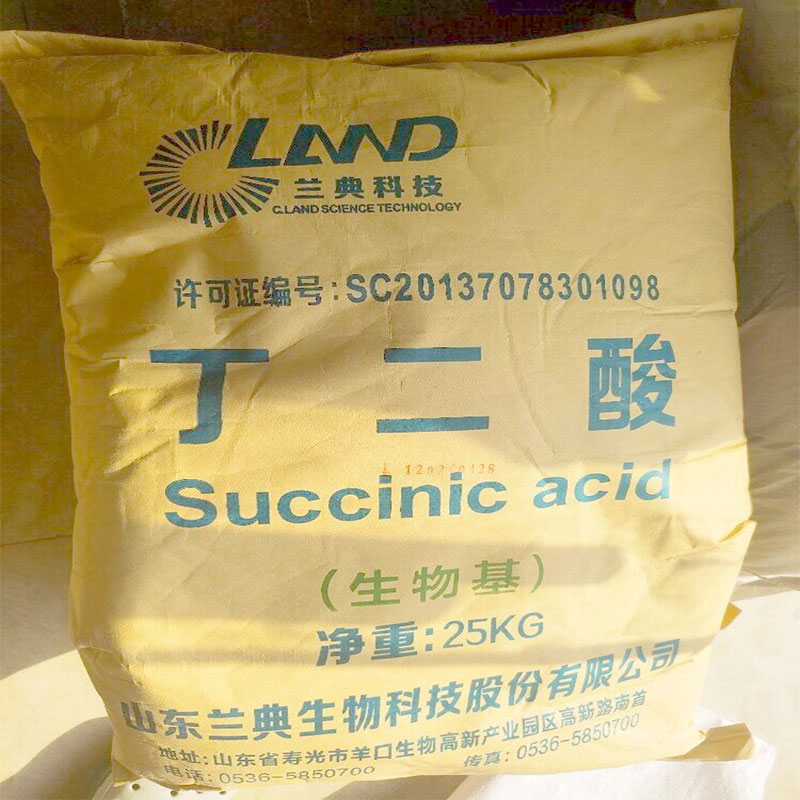 CLAND
兰典科技
C.LAND SCIENCE TECHNOLOGY
许可证编号:SC20137078301098
丁二酸
Succinic acid
(生物基)
净重:25KG
山东兰典生物科技股份有限公司
地址:山东省寿光市羊口生物高新产业园区高新路南首
电话:0536-5850700 传真:0536-5850700